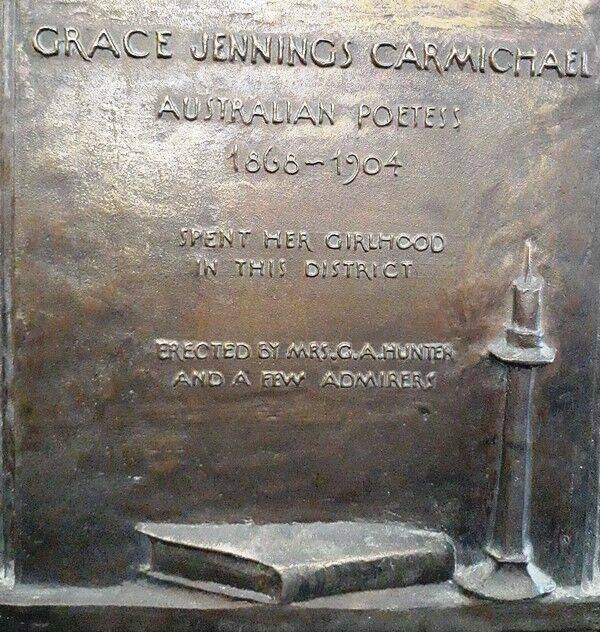 GRACE JENNINGS CARMICHAEL
AUSTRALIAN POETESS
1868-1904
SPENT HER GIRLHOOD
IN THIS DISTRICT
ERECTED BY MRS. G. A. HUNTER
AND A FEW ADMIRERS